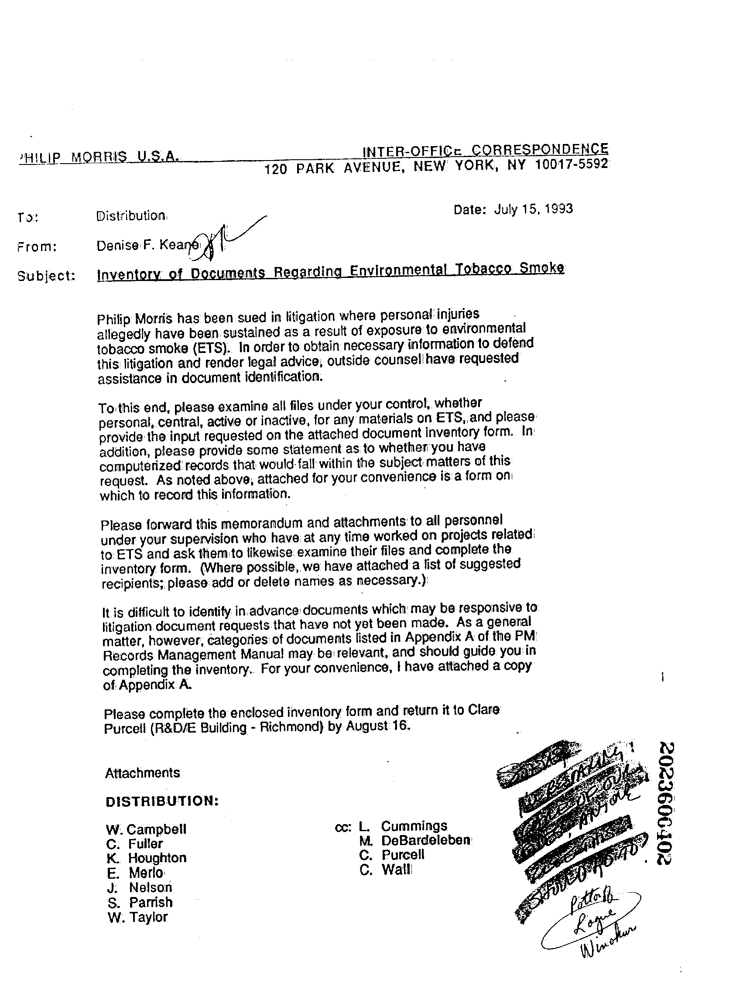 PHILIP MORRIS U.S.A. INTER-OFFICE CORRESPONDENCE
120 PARK AVENUE, NEW YORK, NY 10017-5592
To: Distribution Date: July 15, 1993
From: Denise F. Keane
Subject: Inventory of Documents Regarding Environmental Tobacco Smoke
Philip Morris has been sued in litigation where personal injuries
allegedly have been sustained as a result of exposure to environmental
tobacco smoke (ETS). In order to obtain necessary information to defend
this litigation and render legal advice, outside counsel have requested
assistance in document identification.
To this end, please examine all files under your control, whether
personal, central, active or inactive, for any materials on ETS, and please
provide the input requested on the attached document inventory form. In
addition, please provide some statement as to whether you have
computerized records that would fall within the subject matters of this
request. As noted above, attached for your convenience is a form on
which to record this information.
Please forward this memorandum and attachments to all personnel
under your supervision who have at any time worked on projects related
to ETS and ask them to likewise examine their files and complete the
inventory form. (Where possible, we have attached a list of suggested
recipients; please add or delete names as necessary.)
It is difficult to identify in advance documents which may be responsive to
litigation document requests that have not yet been made. As a general
matter, however, categories of documents listed in Appendix A of the PM
Records Management Manual may be relevant, and should guide you in
completing the inventory. For your convenience, I have attached a copy
of Appendix A.
Please complete the enclosed inventory form and return it to Clare
Purcell (R&D/E Building - Richmond) by August 16.
Attachments
DISTRIBUTION:
W. Campbell
C. Fuller
K. Houghton
E. Merlo
J. Nelson
S. Parrish
W. Taylor
cc: L. Cummings
M. DeBardeleben
C. Purcell
C. Wall
2023606402
Logue
Winokur